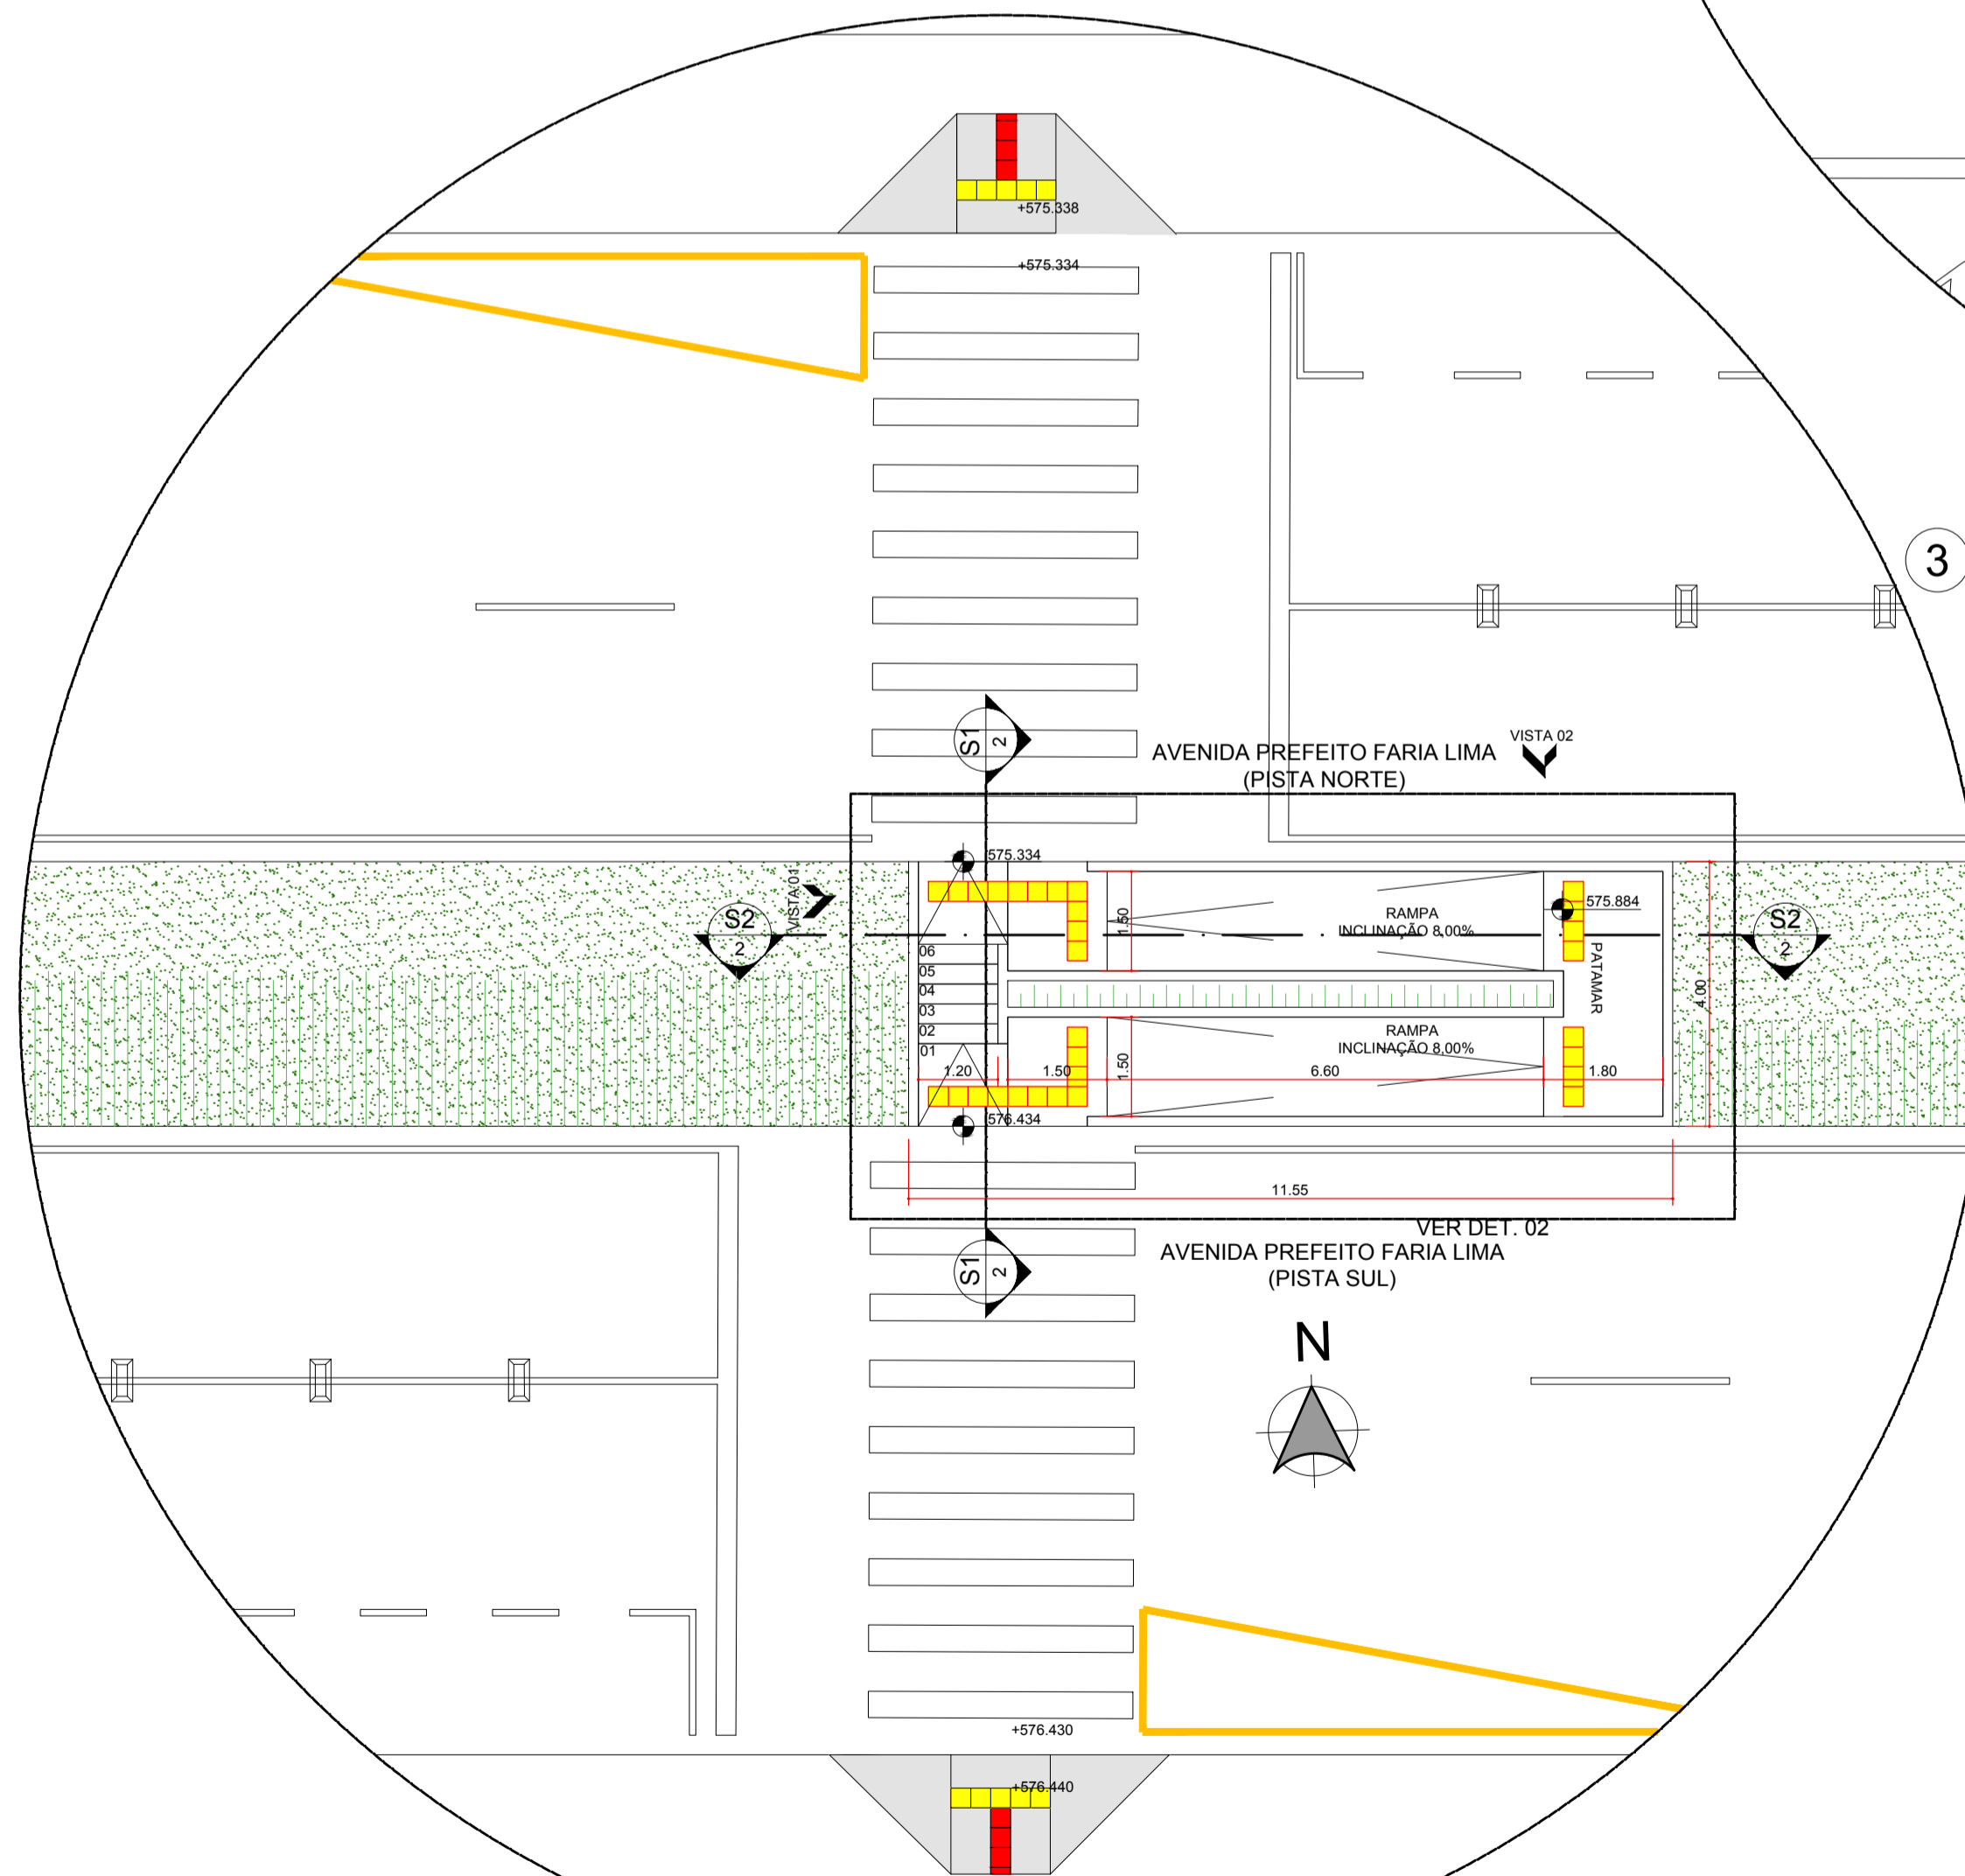 +575.338
+575.334
3
S1
2
AVENIDA PREFEITO FARIA LIMA
(PISTA NORTE)
VISTA 02
575.334
VISTA 01
S2
2
1.50
RAMPA
INCLINAÇÃO 8,00%
575.884
S2
2
PATAMAR
4.00
06
05
04
03
02
01
RAMPA
INCLINAÇÃO 8,00%
1.20
1.50
1.50
6.60
1.80
576.434
11.55
VER DET. 02
AVENIDA PREFEITO FARIA LIMA
(PISTA SUL)
S1
2
N
+576.430
+576.440